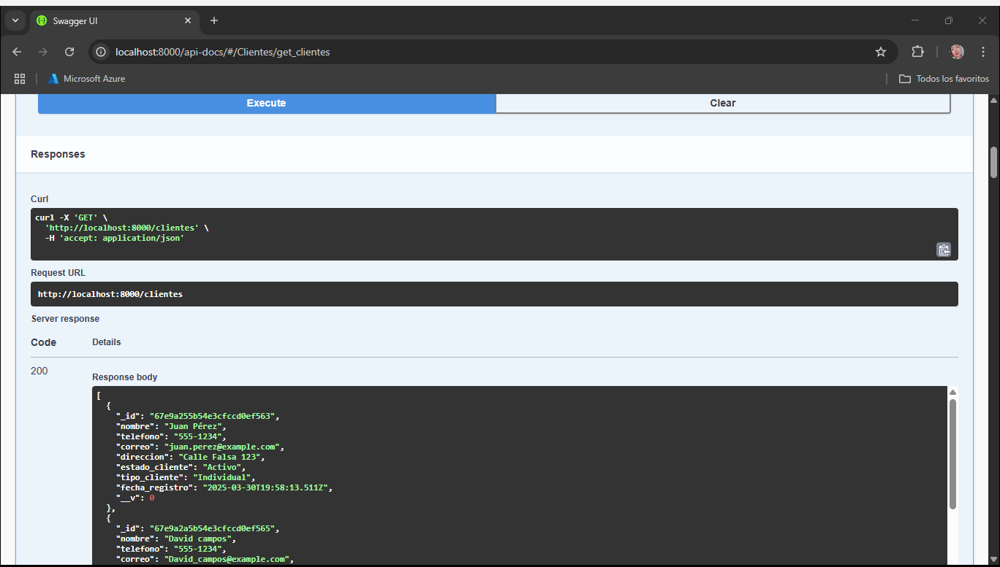 Swagger UI
localhost:8000/api-docs/#/Clientes/get_clientes
Microsoft Azure
Todos los favoritos
Execute
Clear
Responses
Curl
curl -X 'GET' \
  'http://localhost:8000/clientes' \
  -H 'accept: application/json'
Request URL
http://localhost:8000/clientes
Server response
Code
Details
200
Response body
[
  {
    "_id": "67e9a255b54e3cfccd0ef563",
    "nombre": "Juan Pérez",
    "telefono": "555-1234",
    "correo": "juan.perez@example.com",
    "direccion": "Calle Falsa 123",
    "estado_cliente": "Activo",
    "tipo_cliente": "Individual",
    "fecha_registro": "2025-03-30T19:58:13.511Z",
    "__v": 0
  },
  {
    "_id": "67e9a2a5b54e3cfccd0ef565",
    "nombre": "David campos",
    "telefono": "555-1234",
    "correo": "David_campos@example.com",